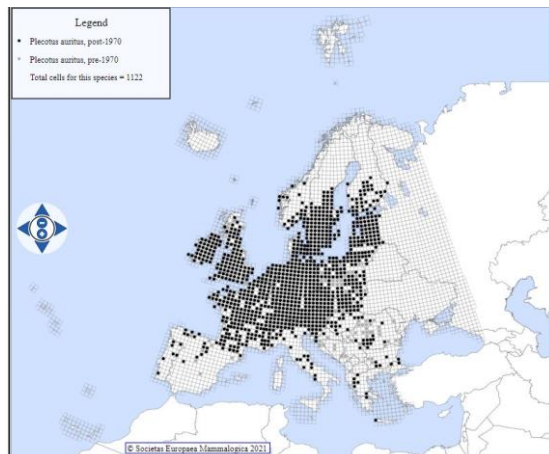 Legend
Plecotus auritus, post-1970
Plecotus auritus, pre-1970
Total cells for this species = 1122
© Societas Europaea Mammalogica 2021